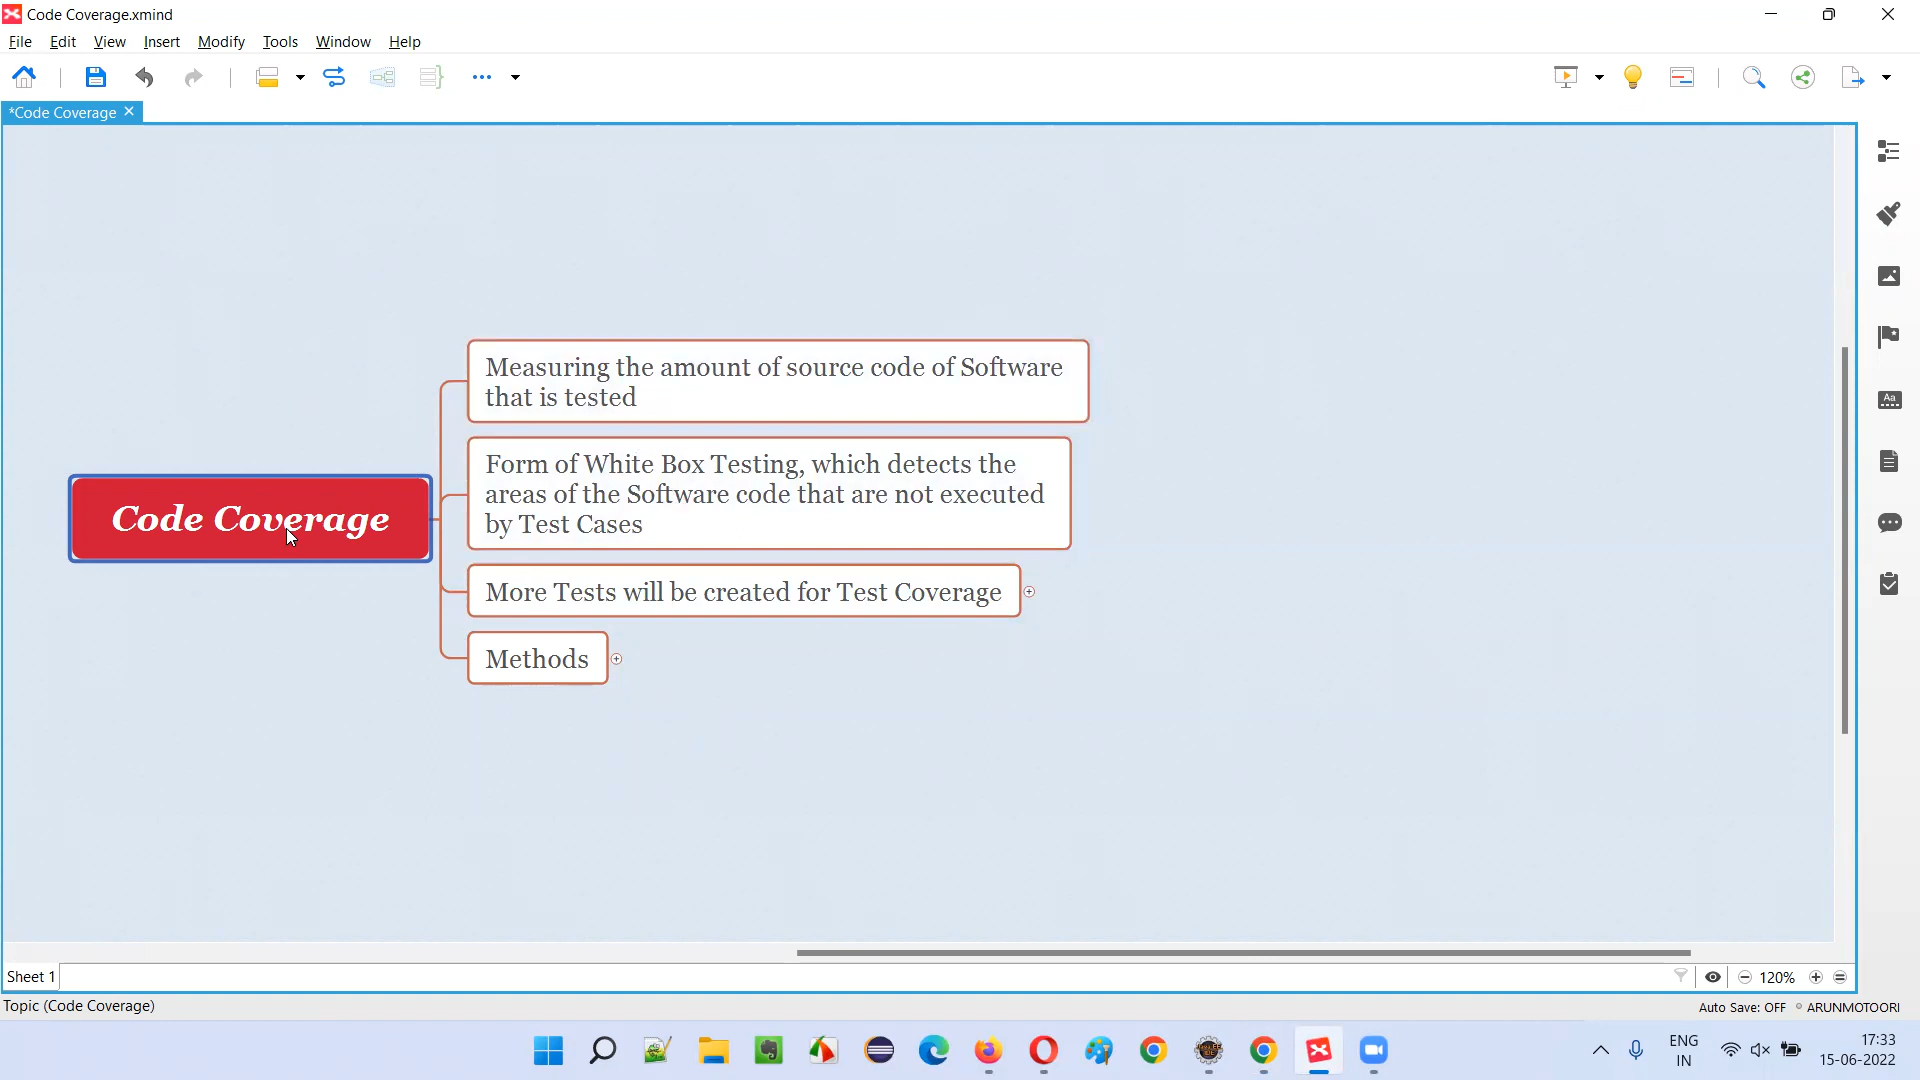 Code Coverage.xmind
File Edit View Insert Modify Tools Window Help
*Code Coverage
Measuring the amount of source code of Software
that is tested
Form of White Box Testing, which detects the
areas of the Software code that are not executed
by Test Cases
Code Coverage
More Tests will be created for Test Coverage
Methods
Aa
Sheet 1
120%
Topic (Code Coverage)
Auto Save: OFF
ARUNMOTOORI
ENG
IN
17:33
15-06-2022